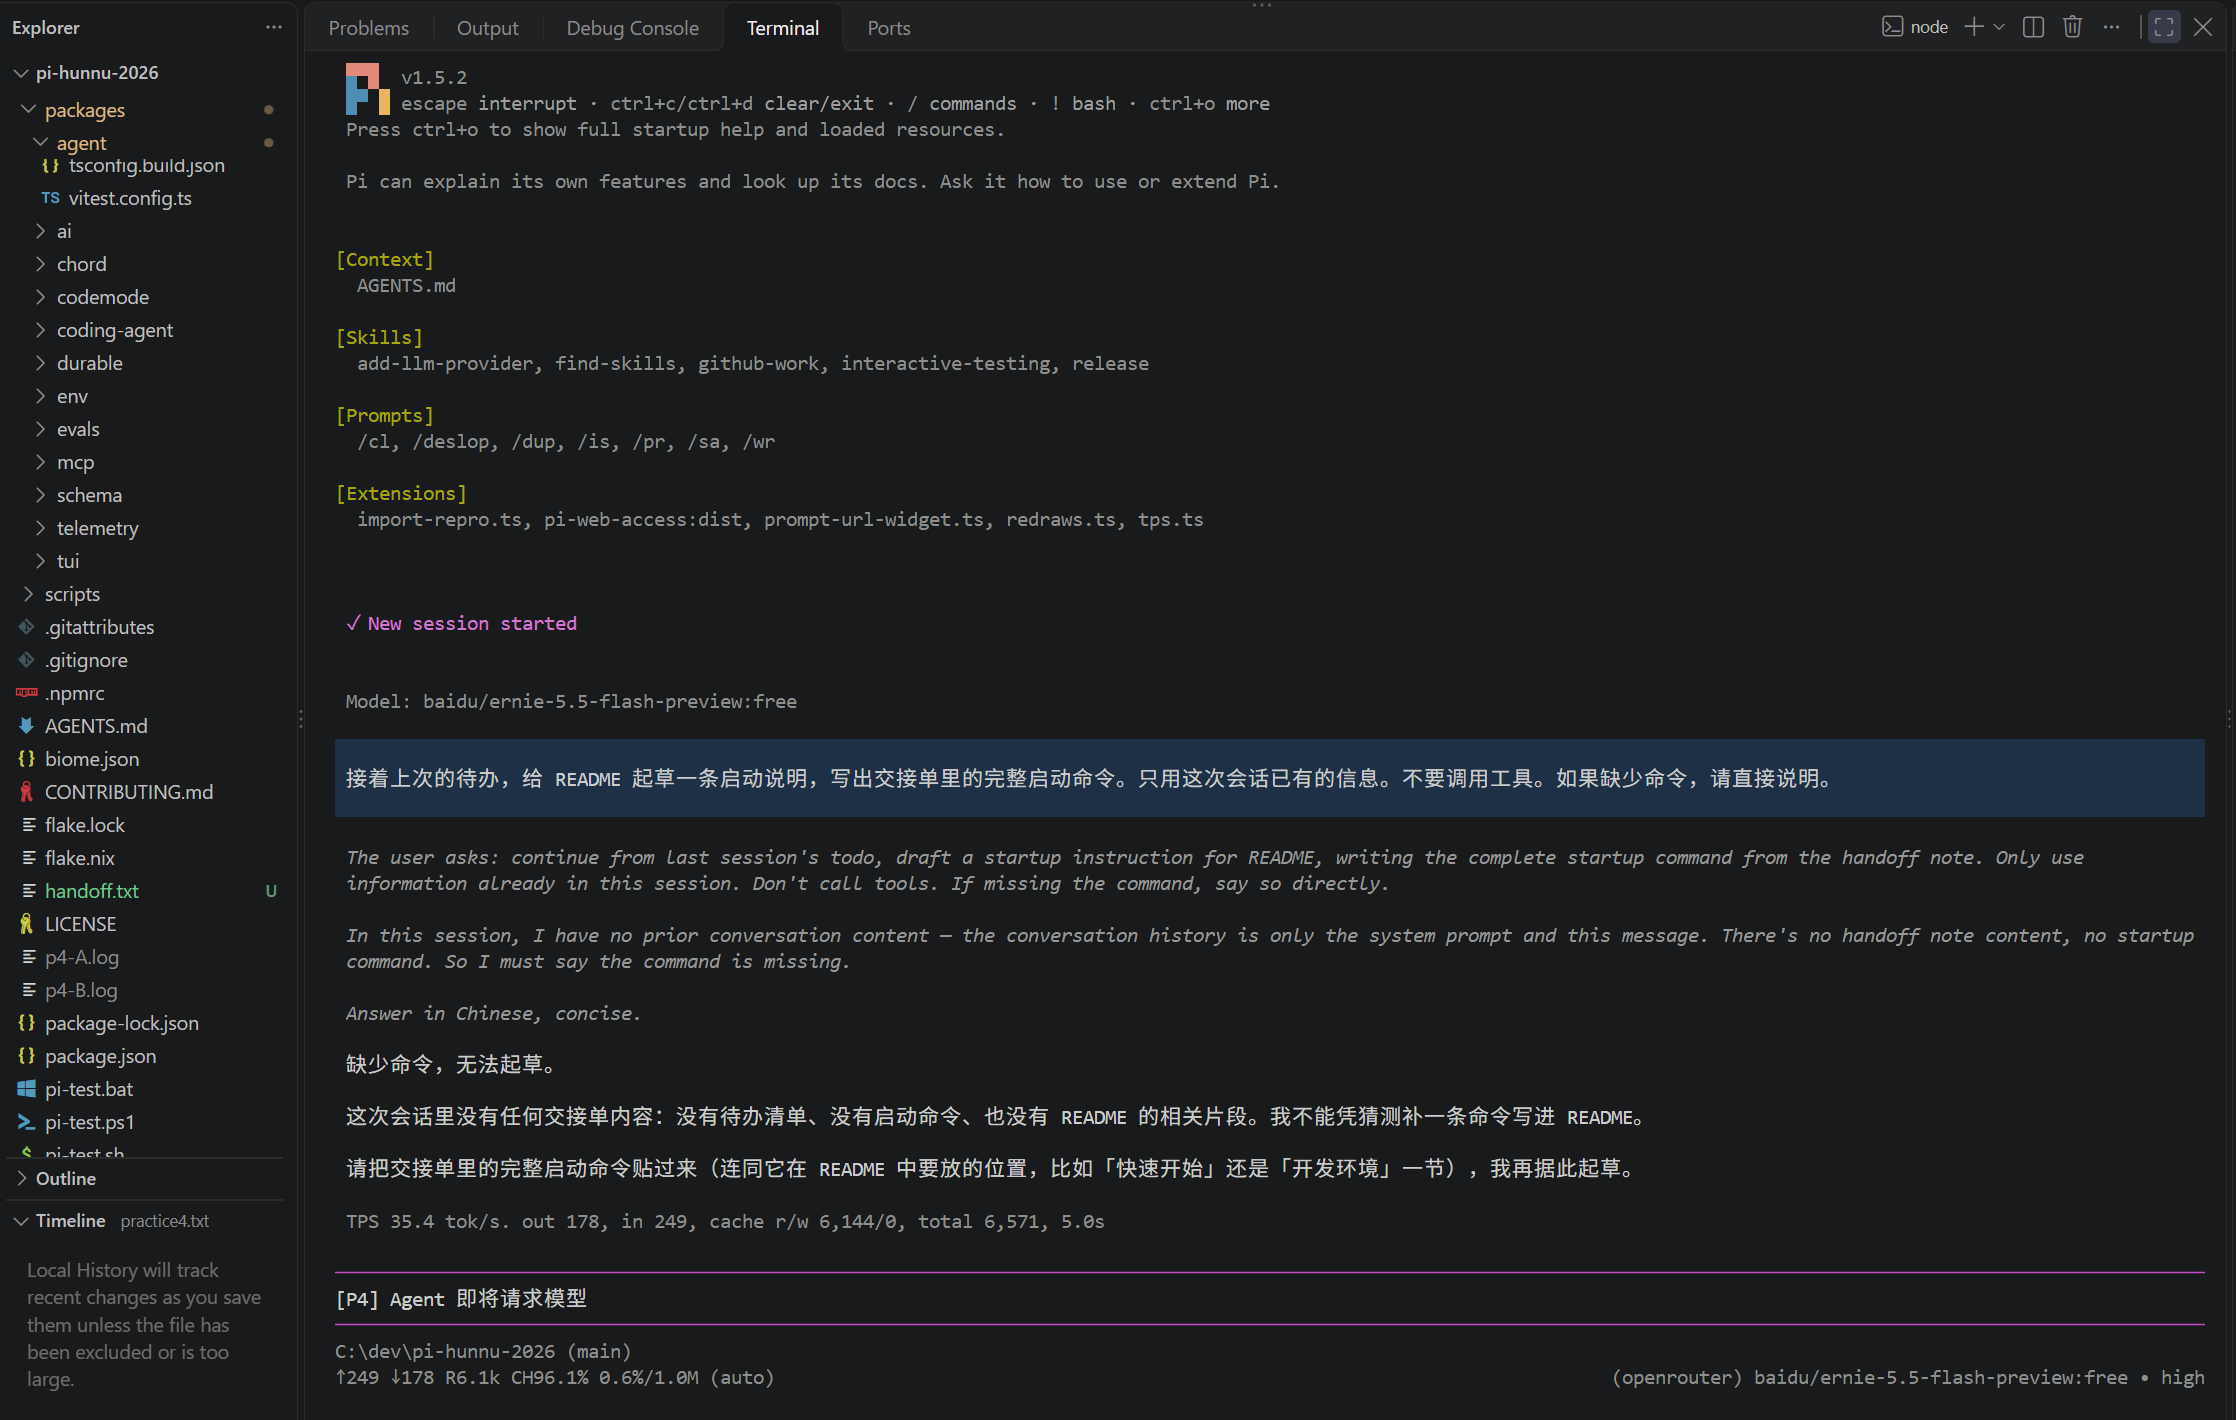 Explorer
pi-hunnu-2026
packages
agent
tsconfig.build.json
TS vitest.config.ts
ai
chord
codemode
coding-agent
durable
env
evals
mcp
schema
telemetry
tui
scripts
.gitattributes
.gitignore
npm .npmrc
AGENTS.md
{} biome.json
CONTRIBUTING.md
flake.lock
flake.nix
handoff.txt U
LICENSE
p4-A.log
p4-B.log
{} package-lock.json
{} package.json
pi-test.bat
pi-test.ps1
$ pi-test.sh
Outline
Timeline practice4.txt
Local History will track
recent changes as you save
them unless the file has
been excluded or is too
large.
Problems Output Debug Console Terminal Ports
node
v1.5.2
escape interrupt · ctrl+c/ctrl+d clear/exit · / commands · ! bash · ctrl+o more
Press ctrl+o to show full startup help and loaded resources.
Pi can explain its own features and look up its docs. Ask it how to use or extend Pi.
[Context]
AGENTS.md
[Skills]
add-llm-provider, find-skills, github-work, interactive-testing, release
[Prompts]
/cl, /deslop, /dup, /is, /pr, /sa, /wr
[Extensions]
import-repro.ts, pi-web-access:dist, prompt-url-widget.ts, redraws.ts, tps.ts
✓ New session started
Model: baidu/ernie-5.5-flash-preview:free
接着上次的待办，给 README 起草一条启动说明，写出交接单里的完整启动命令。只用这次会话已有的信息。不要调用工具。如果缺少命令，请直接说明。
The user asks: continue from last session's todo, draft a startup instruction for README, writing the complete startup command from the handoff note. Only use
information already in this session. Don't call tools. If missing the command, say so directly.
In this session, I have no prior conversation content — the conversation history is only the system prompt and this message. There's no handoff note content, no startup
command. So I must say the command is missing.
Answer in Chinese, concise.
缺少命令，无法起草。
这次会话里没有任何交接单内容：没有待办清单、没有启动命令、也没有 README 的相关片段。我不能凭猜测补一条命令写进 README。
请把交接单里的完整启动命令贴过来（连同它在 README 中要放的位置，比如「快速开始」还是「开发环境」一节），我再据此起草。
TPS 35.4 tok/s. out 178, in 249, cache r/w 6,144/0, total 6,571, 5.0s
[P4] Agent 即将请求模型
C:\dev\pi-hunnu-2026 (main)
↑249 ↓178 R6.1k CH96.1% 0.6%/1.0M (auto) (openrouter) baidu/ernie-5.5-flash-preview:free • high